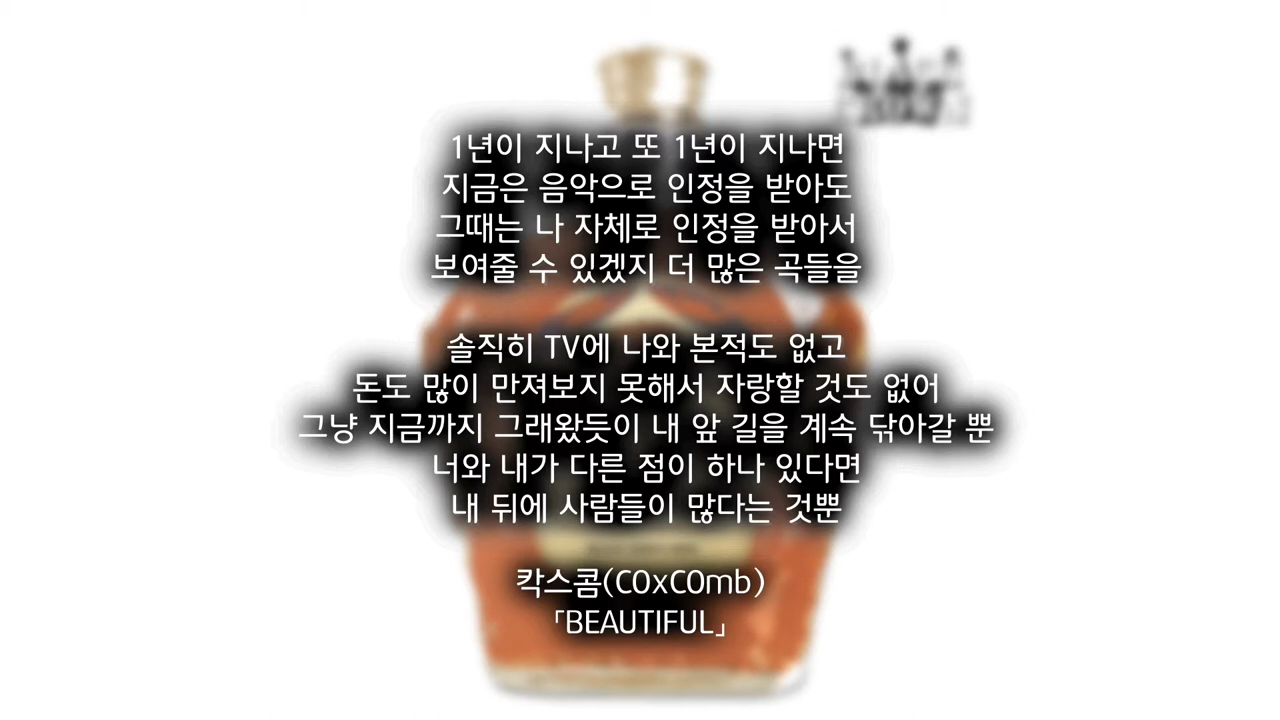 1년이 지나고 또 1년이 지나면
지금은 음악으로 인정을 받아도
그때는 나 자체로 인정을 받아서
보여줄 수 있겠지 더 많은 곡들을
솔직히 TV에 나와 본적도 없고
돈도 많이 만져보지 못해서 자랑할 것도 없어
그냥 지금까지 그래왔듯이 내 앞 길을 계속 닦아갈 뿐
너와 내가 다른 점이 하나 있다면
내 뒤에 사람들이 많다는 것뿐
칵스콤(C0xC0mb)
「BEAUTIFUL」